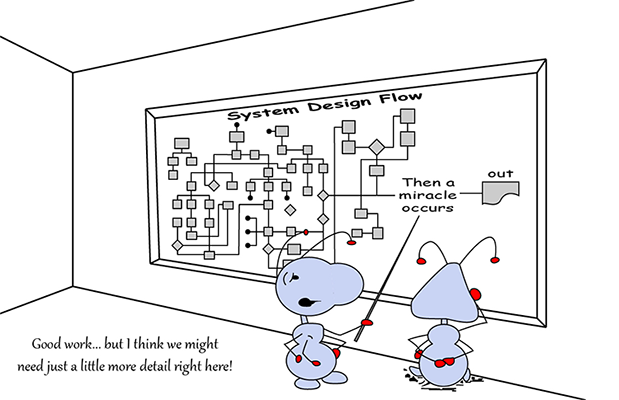 System Design Flow
out
Then a
miracle
occurs
Good work... but I think we might
need just a little more detail right here!